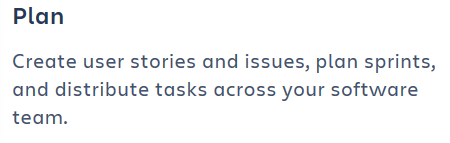 Plan
Create user stories and issues, plan sprints,
and distribute tasks across your software
team.